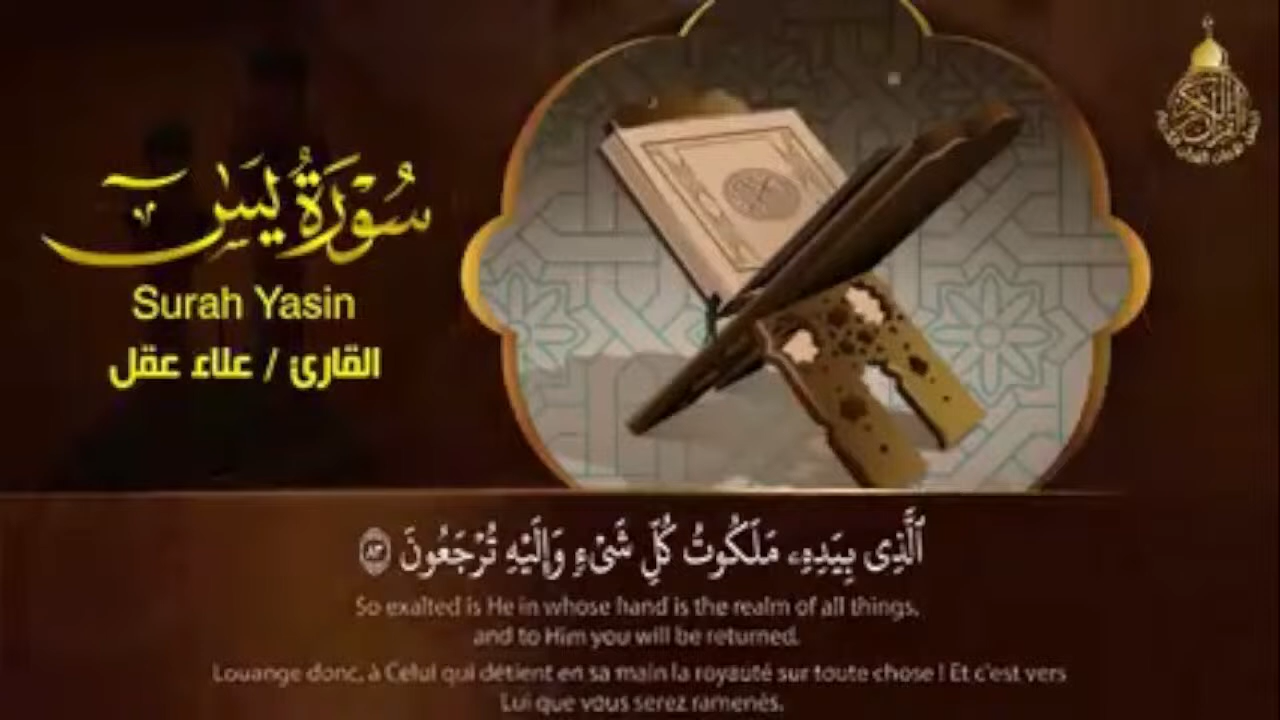 سُورَةُ يسٓ
Surah Yasin
القارئ / علاء عقل
ٱلَّذِى بِيَدِهِۦ مَلَكُوتُ كُلِّ شَىْءٍ وَإِلَيْهِ تُرْجَعُونَ ٨٣
So exalted is He in whose hand is the realm of all things,
and to Him you will be returned.
Louange donc, à Celui qui détient en sa main la royauté sur toute chose ! Et c'est vers
Lui que vous serez ramenés.